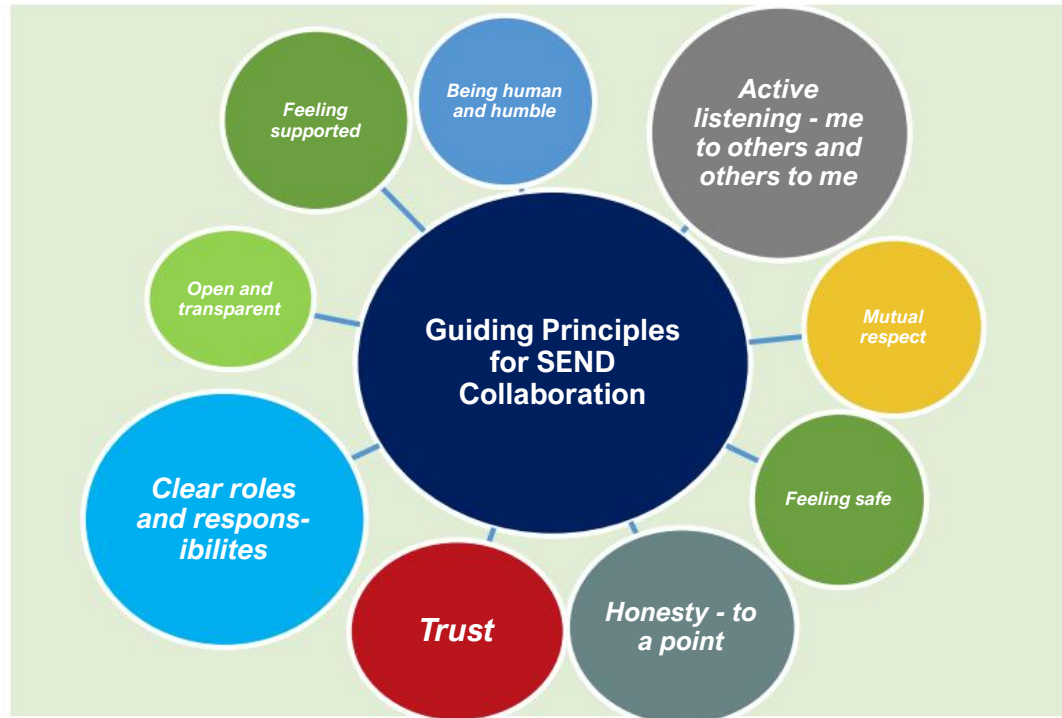 Guiding Principles
for SEND
Collaboration
Being human
and humble
Active
listening - me
to others and
others to me
Mutual
respect
Feeling safe
Honesty - to
a point
Trust
Clear roles
and respons-
ibilites
Open and
transparent
Feeling
supported